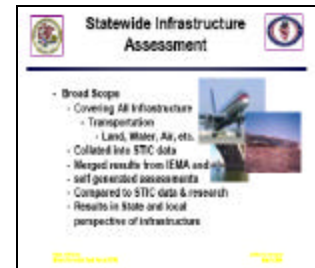 Statewide Infrastructure
Assessment
- Broad Scope
- Covering All Infrastructure
- Transportation
- Land, Water, Air, etc.
- Collated into STIC data
- Merged results from IEMA and
- self generated assessments
- Compared to STIC data & research
- Results in State and local
perspective of infrastructure